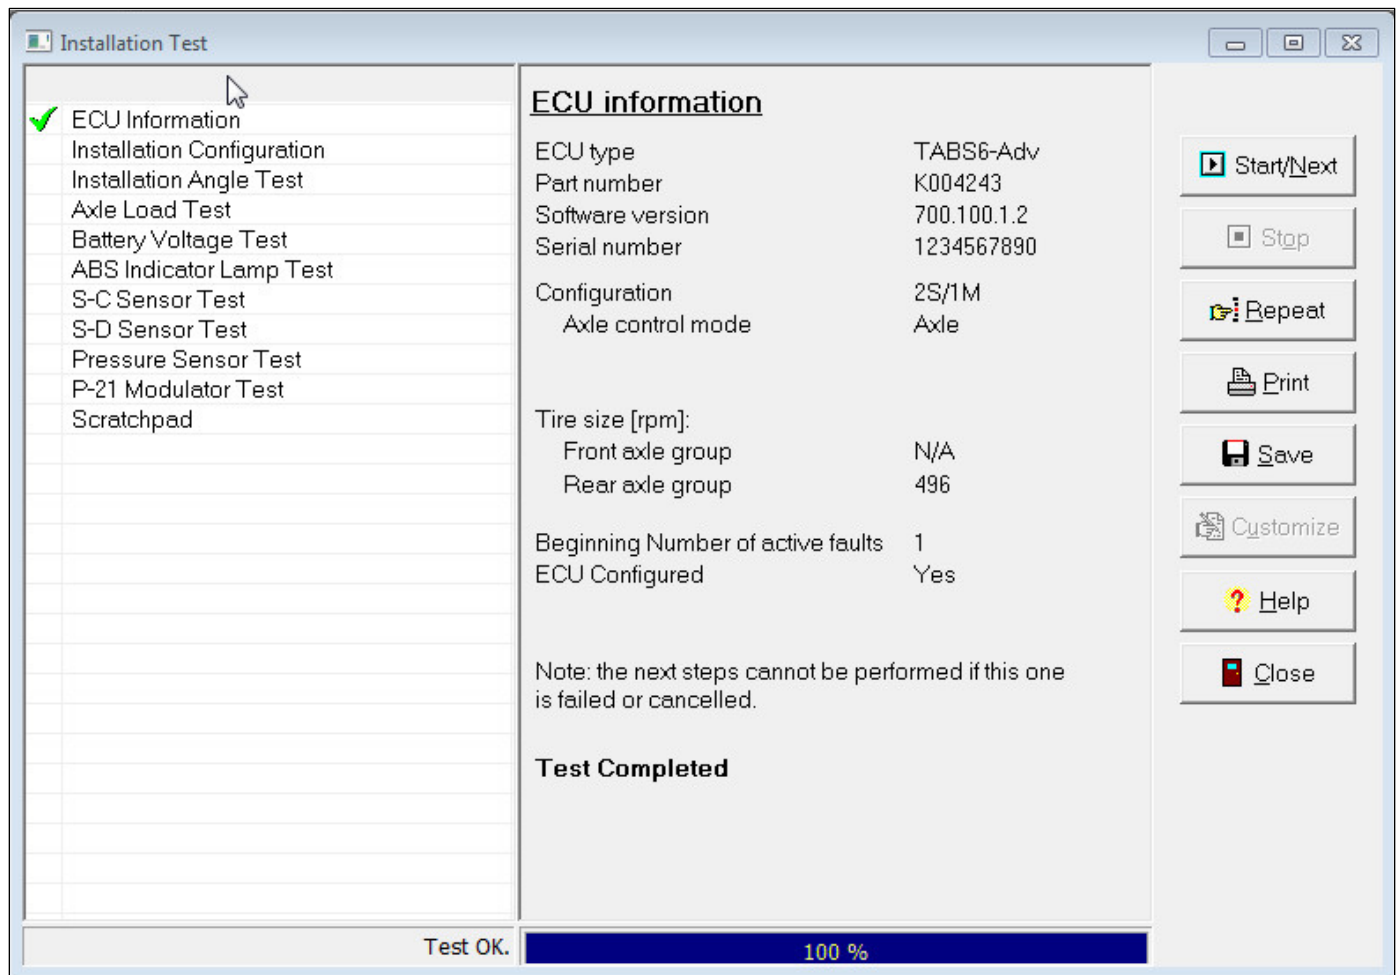 Installation Test
ECU Information
Installation Configuration
Installation Angle Test
Axle Load Test
Battery Voltage Test
ABS Indicator Lamp Test
S-C Sensor Test
S-D Sensor Test
Pressure Sensor Test
P-21 Modulator Test
Scratchpad
Test OK.
ECU information
ECU type TABS6-Adv
Part number K004243
Software version 700.100.1.2
Serial number 1234567890
Configuration 2S/1M
Axle control mode Axle
Tire size [rpm]:
Front axle group N/A
Rear axle group 496
Beginning Number of active faults 1
ECU Configured Yes
Note: the next steps cannot be performed if this one
is failed or cancelled.
Test Completed
100 %
Start/Next
Stop
Repeat
Print
Save
Customize
Help
Close